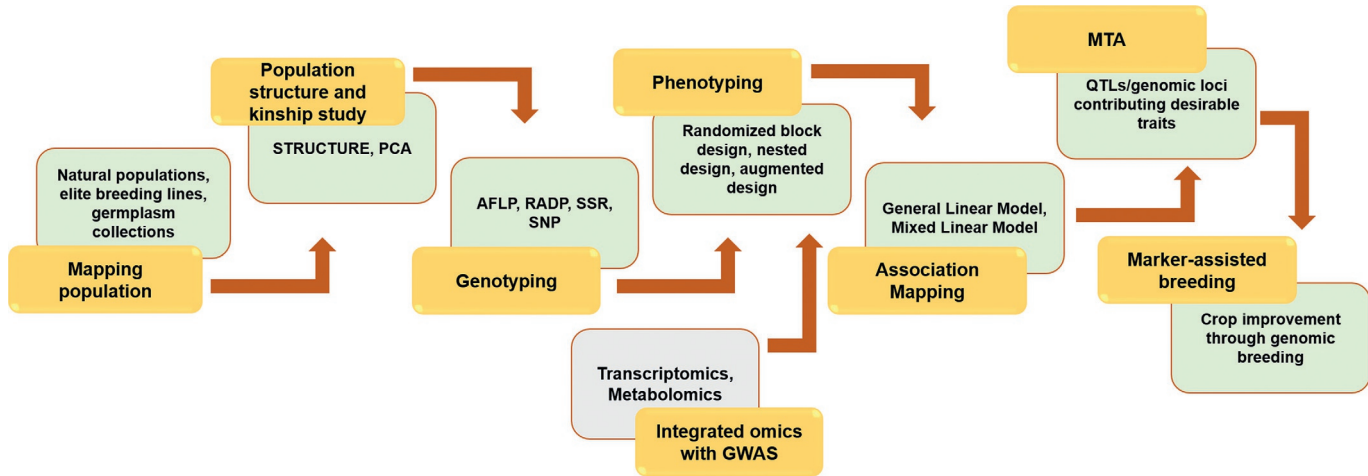 Natural populations,
elite breeding lines,
germplasm
collections
Mapping
population
Population
structure and
kinship study
STRUCTURE, PCA
AFLP, RADP, SSR,
SNP
Genotyping
Phenotyping
Randomized block
design, nested
design, augmented
design
Transcriptomics,
Metabolomics
Integrated omics
with GWAS
General Linear Model,
Mixed Linear Model
Association
Mapping
MTA
QTLs/genomic loci
contributing desirable
traits
Marker-assisted
breeding
Crop improvement
through genomic
breeding